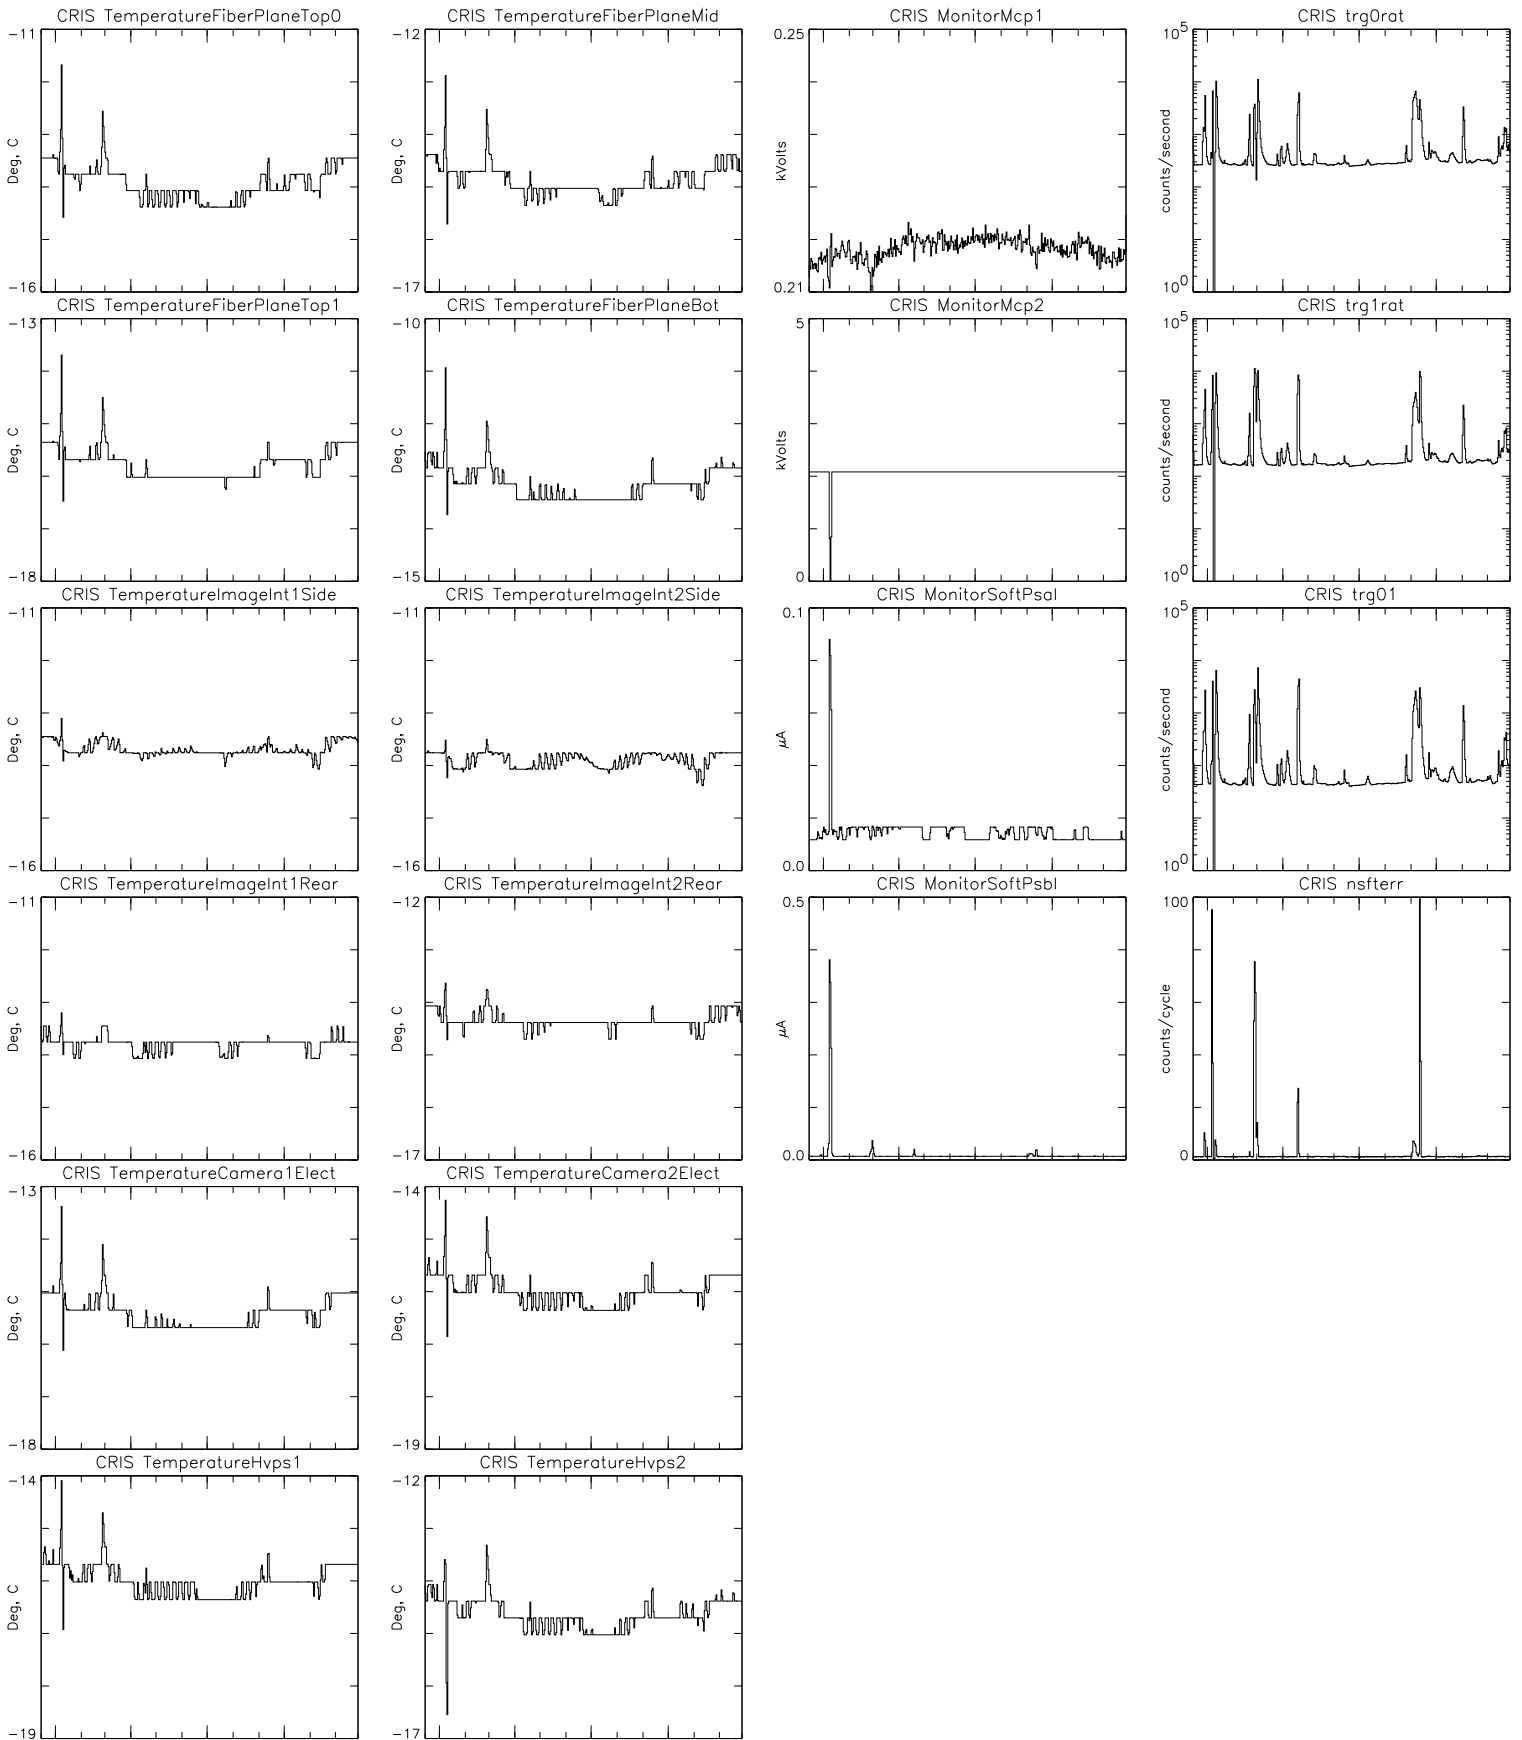 CRIS TemperatureFiberPlaneTop0
-11
Deg, C
-16
CRIS TemperatureFiberPlaneMid
-12
Deg, C
-17
CRIS MonitorMcp1
0.25
kVolts
0.21
CRIS trg0rat
10^5
counts/second
10^0
CRIS TemperatureFiberPlaneTop1
-13
Deg, C
-18
CRIS TemperatureFiberPlaneBot
-10
Deg, C
-15
CRIS MonitorMcp2
5
kVolts
0
CRIS trg1rat
10^5
counts/second
10^0
CRIS TemperatureImageInt1Side
-11
Deg, C
-16
CRIS TemperatureImageInt2Side
-11
Deg, C
-16
CRIS MonitorSoftPsaI
0.1
μA
0.0
CRIS trg01
10^5
counts/second
10^0
CRIS TemperatureImageInt1Rear
-11
Deg, C
-16
CRIS TemperatureImageInt2Rear
-12
Deg, C
-17
CRIS MonitorSoftPsbI
0.5
μA
0.0
CRIS nsfterr
100
counts/cycle
0
CRIS TemperatureCamera1Elect
-13
Deg, C
-18
CRIS TemperatureCamera2Elect
-14
Deg, C
-19
CRIS TemperatureHvps1
-14
Deg, C
-19
CRIS TemperatureHvps2
-12
Deg, C
-17